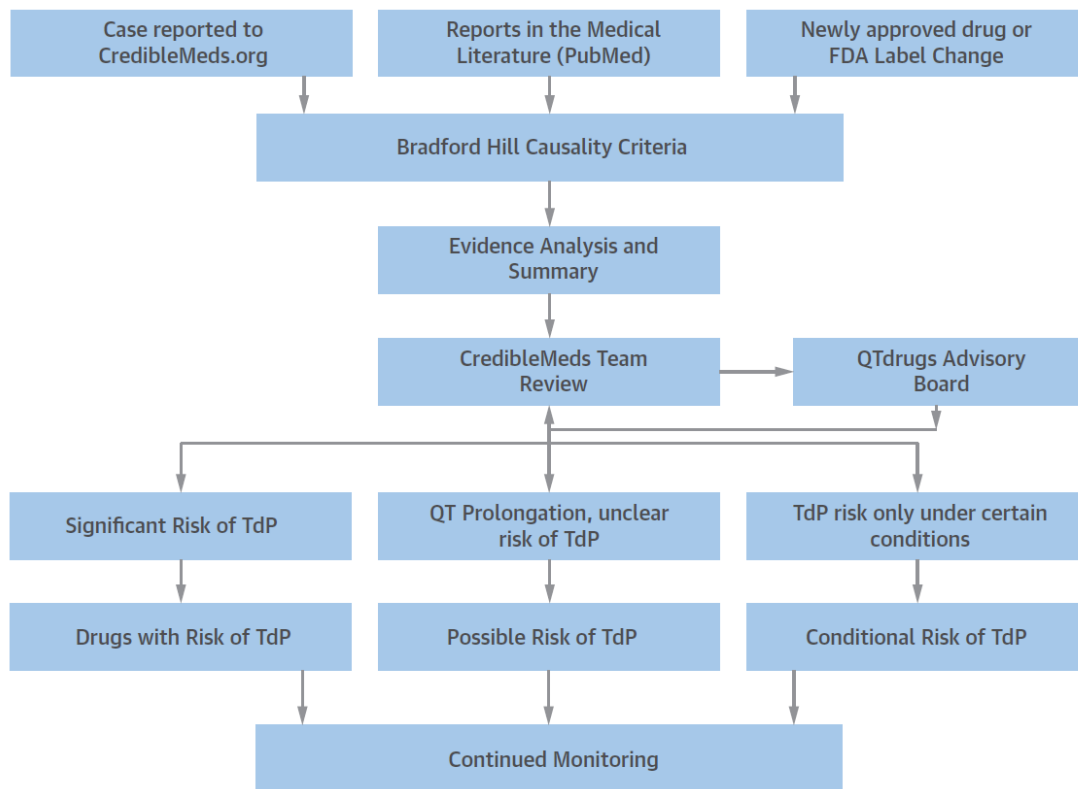 Case reported to
CredibleMeds.org
Reports in the Medical
Literature (PubMed)
Newly approved drug or
FDA Label Change
Bradford Hill Causality Criteria
Evidence Analysis and
Summary
CredibleMeds Team
Review
QTdrugs Advisory
Board
Significant Risk of TdP
QT Prolongation, unclear
risk of TdP
TdP risk only under certain
conditions
Drugs with Risk of TdP
Possible Risk of TdP
Conditional Risk of TdP
Continued Monitoring